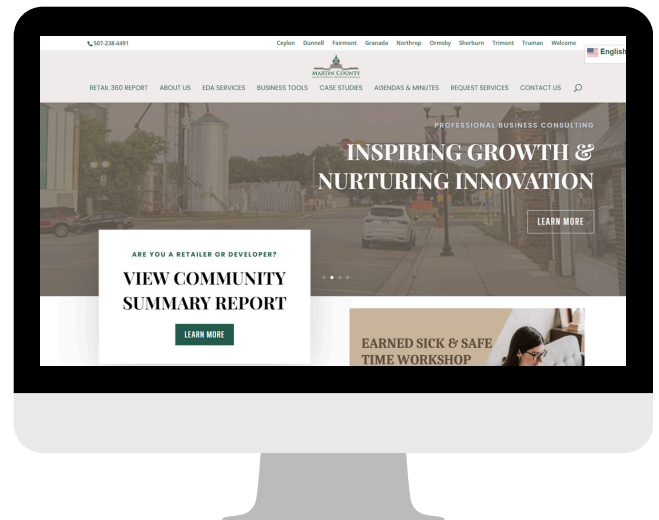 507-238-4491
Ceylon Dunnell Fairmont Granada Northrop Ormsby Sherburn Trimont Truman Welcome
English
MARTIN COUNTY
RETAIL 360 REPORT ABOUT US EDA SERVICES BUSINESS TOOLS CASE STUDIES AGENDAS & MINUTES REQUEST SERVICES CONTACT US
PROFESSIONAL BUSINESS CONSULTING
INSPIRING GROWTH &
NURTURING INNOVATION
LEARN MORE
ARE YOU A RETAILER OR DEVELOPER?
VIEW COMMUNITY
SUMMARY REPORT
LEARN MORE
EARNED SICK & SAFE
TIME WORKSHOP